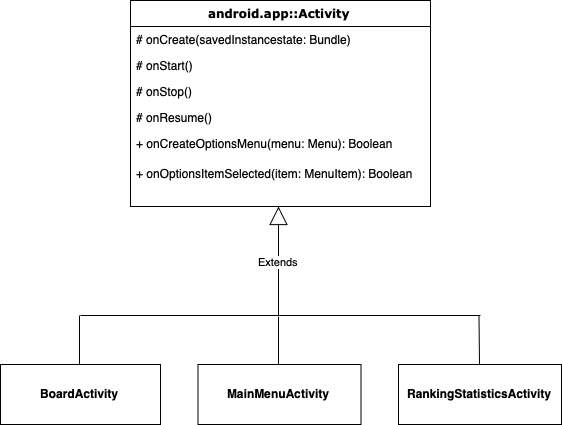 android.app::Activity
# onCreate(savedInstancestate: Bundle)
# onStart()
# onStop()
# onResume()
+ onCreateOptionsMenu(menu: Menu): Boolean
+ onOptionsItemSelected(item: MenuItem): Boolean
Extends
BoardActivity
MainMenuActivity
RankingStatisticsActivity